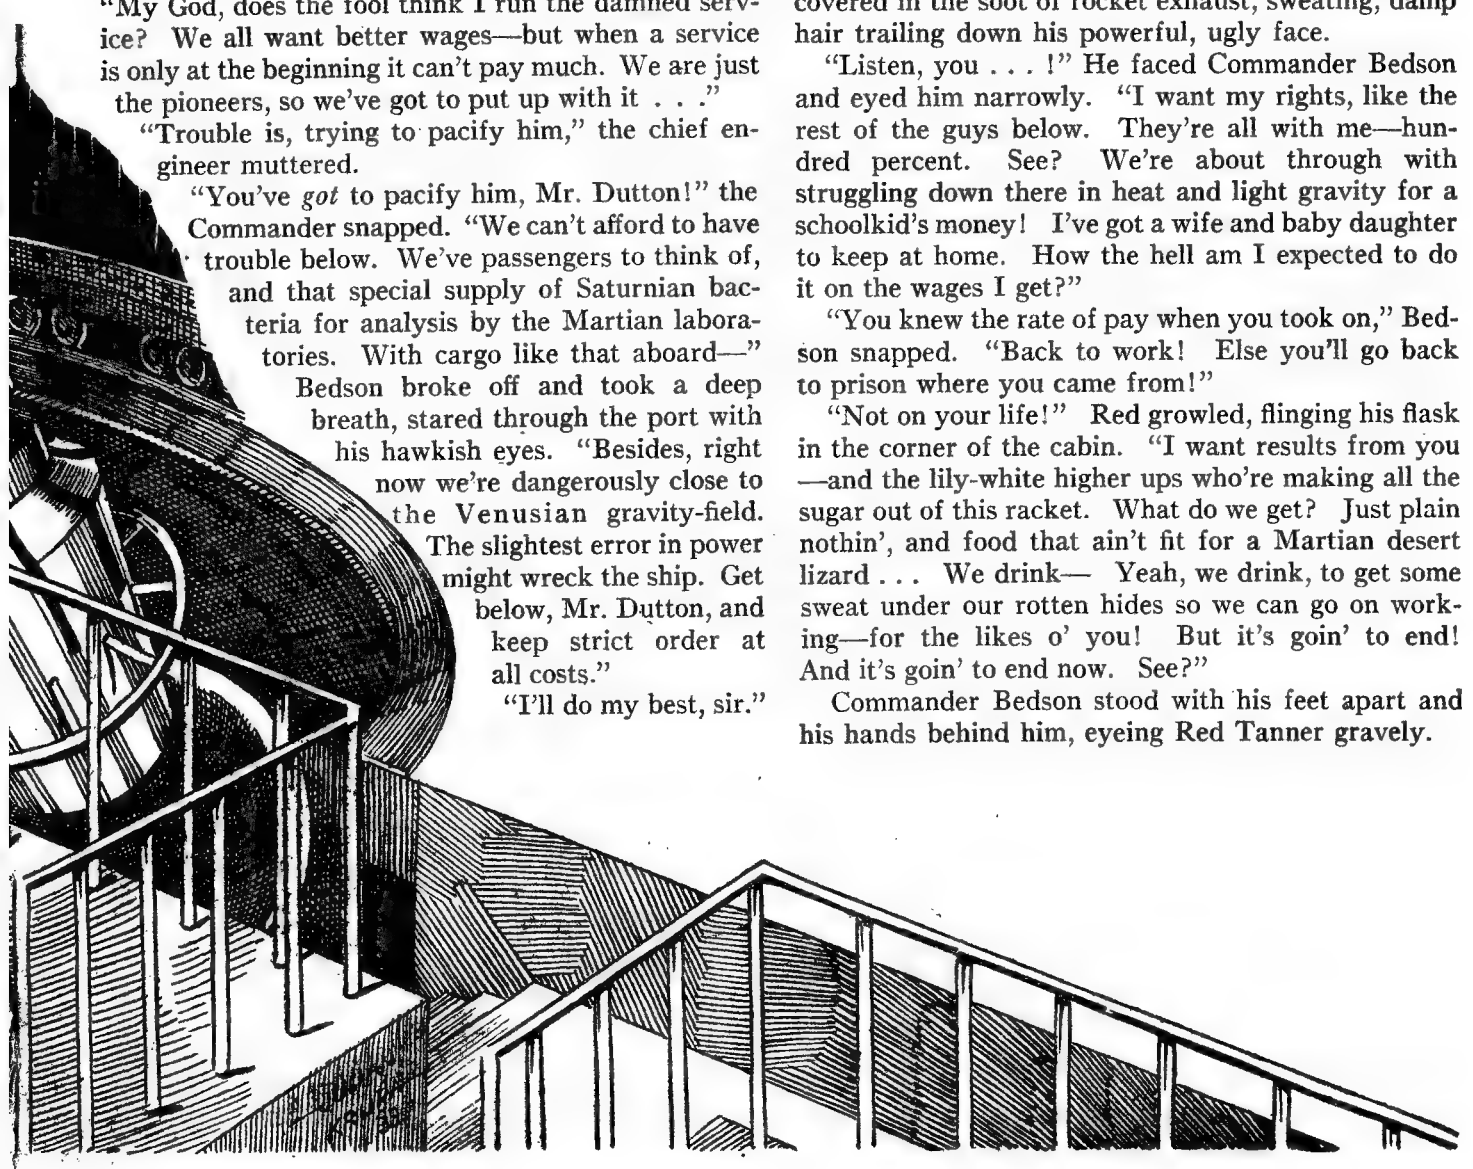 “My God, does the fool think I run the damned serv-
ice? We all want better wages—but when a service
is only at the beginning it can’t pay much. We are just
the pioneers, so we’ve got to put up with it . . .”
“Trouble is, trying to pacify him,” the chief en-
gineer muttered.
“You’ve got to pacify him, Mr. Dutton!” the
Commander snapped. “We can’t afford to have
trouble below. We’ve passengers to think of,
and that special supply of Saturnian bac-
teria for analysis by the Martian labora-
tories. With cargo like that aboard—”
Bedson broke off and took a deep
breath, stared through the port with
his hawkish eyes. “Besides, right
now we’re dangerously close to
the Venusian gravity-field.
The slightest error in power
might wreck the ship. Get
below, Mr. Dutton, and
keep strict order at
all costs.”
“I’ll do my best, sir.”
covered in the soot of rocket exhaust, sweating, damp
hair trailing down his powerful, ugly face.
“Listen, you . . . !” He faced Commander Bedson
and eyed him narrowly. “I want my rights, like the
rest of the guys below. They’re all with me—hun-
dred percent. See? We’re about through with
struggling down there in heat and light gravity for a
schoolkid’s money! I’ve got a wife and baby daughter
to keep at home. How the hell am I expected to do
it on the wages I get?”
“You knew the rate of pay when you took on,” Bed-
son snapped. “Back to work! Else you’ll go back
to prison where you came from!”
“Not on your life!” Red growled, flinging his flask
in the corner of the cabin. “I want results from you
—and the lily-white higher ups who’re making all the
sugar out of this racket. What do we get? Just plain
nothin’, and food that ain’t fit for a Martian desert
lizard . . . We drink— Yeah, we drink, to get some
sweat under our rotten hides so we can go on work-
ing—for the likes o’ you! But it’s goin’ to end!
And it’s goin’ to end now. See?”
Commander Bedson stood with his feet apart and
his hands behind him, eyeing Red Tanner gravely.